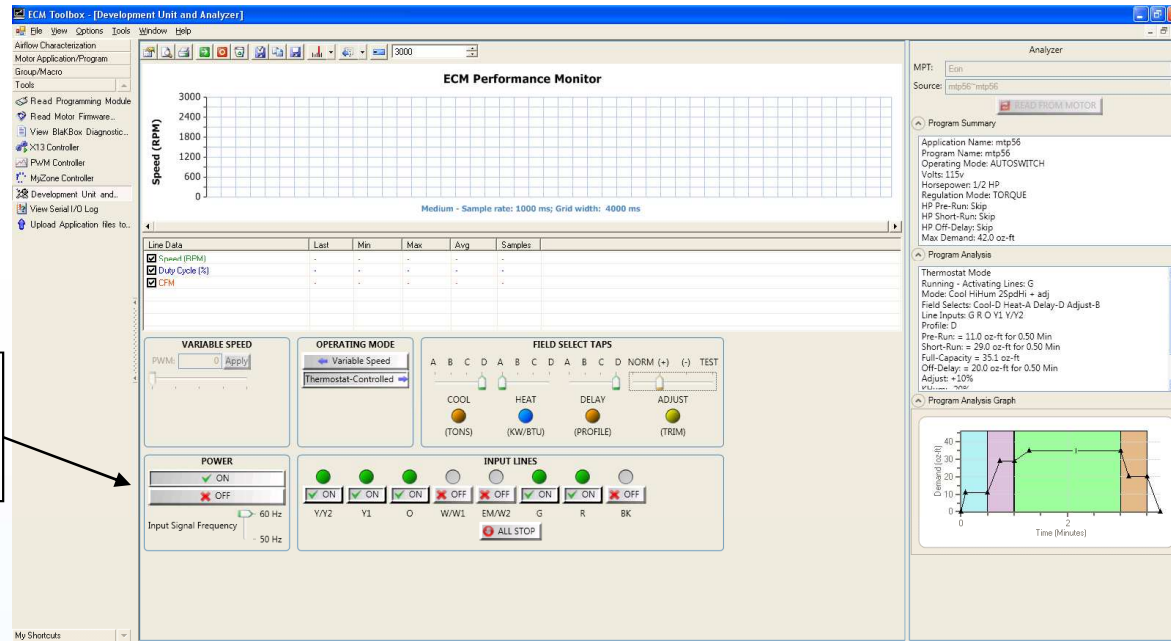 ECM Toolbox - [Development Unit and Analyzer]
File View Options Tools Window Help
Airflow Characterization
Motor Application/Program
Group/Macro
Tools
Read Programming Module
Read Motor Firmware...
View BlaKBox Diagnostic...
X13 Controller
PWM Controller
MyZone Controller
Development Unit and..
View Serial I/O Log
Upload Application files to...
My Shortcuts
3000
ECM Performance Monitor
Speed (RPM)
3000
2400
1800
1200
600
0
Medium - Sample rate: 1000 ms; Grid width: 4000 ms
Line Data Last Min Max Avg Samples
Speed (RPM) - - - - -
Duty Cycle (%) - - - - -
CFM - - - - -
VARIABLE SPEED
PWM: 0 Apply
OPERATING MODE
Variable Speed
Thermostat-Controlled
FIELD SELECT TAPS
A B C D A B C D A B C D NORM (+) (-) TEST
COOL HEAT DELAY ADJUST
(TONS) (KW/BTU) (PROFILE) (TRIM)
POWER
ON
OFF
Input Signal Frequency
60 Hz
50 Hz
INPUT LINES
ON ON ON OFF OFF ON ON OFF
Y/Y2 Y1 O W/W1 EM/W2 G R BK
ALL STOP
Analyzer
MPT: Eon
Source: mtp56~mtp56
READ FROM MOTOR
Program Summary
Application Name: mtp56
Program Name: mtp56
Operating Mode: AUTOSWITCH
Volts: 115v
Horsepower: 1/2 HP
Regulation Mode: TORQUE
HP Pre-Run: Skip
HP Short-Run: Skip
HP Off-Delay: Skip
Max Demand: 42.0 oz-ft
Program Analysis
Thermostat Mode
Running - Activating Lines: G
Mode: Cool HiHum 2SpdHi + adj
Field Selects: Cool-D Heat-A Delay-D Adjust-B
Line Inputs: G R O Y1 Y/Y2
Profile: D
Pre-Run: = 11.0 oz-ft for 0.50 Min
Short-Run: = 29.0 oz-ft for 0.50 Min
Full-Capacity = 35.1 oz-ft
Off-Delay: = 20.0 oz-ft for 0.50 Min
Adjust: +10%
Program Analysis Graph
Demand (oz-ft)
40
30
20
10
0
0 2
Time (Minutes)